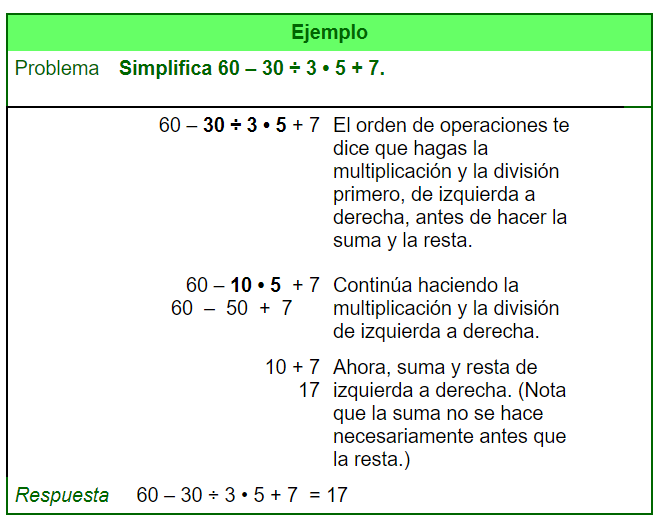 Ejemplo
Problema Simplifica 60 – 30 ÷ 3 • 5 + 7.
60 – 30 ÷ 3 • 5 + 7 El orden de operaciones te
dice que hagas la
multiplicación y la división
primero, de izquierda a
derecha, antes de hacer la
suma y la resta.
60 – 10 • 5 + 7 Continúa haciendo la
60 – 50 + 7 multiplicación y la división
de izquierda a derecha.
10 + 7 Ahora, suma y resta de
17 izquierda a derecha. (Nota
que la suma no se hace
necesariamente antes que
la resta.)
Respuesta 60 – 30 ÷ 3 • 5 + 7 = 17